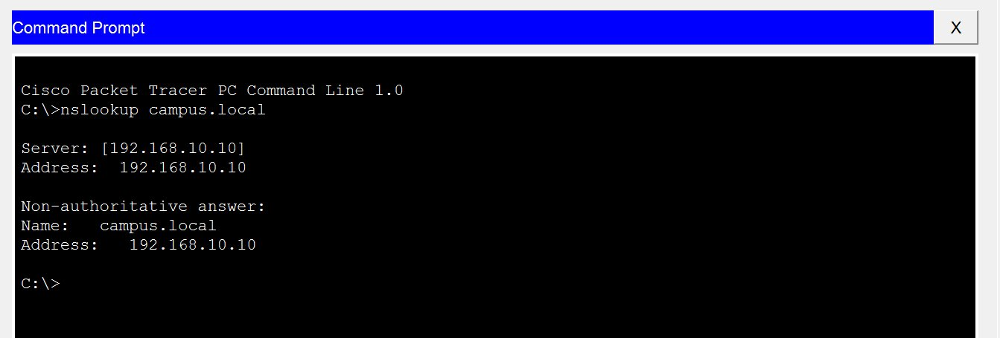 Command Prompt
X
Cisco Packet Tracer PC Command Line 1.0
C:\>nslookup campus.local
Server: [192.168.10.10]
Address:  192.168.10.10
Non-authoritative answer:
Name:   campus.local
Address:   192.168.10.10
C:\>